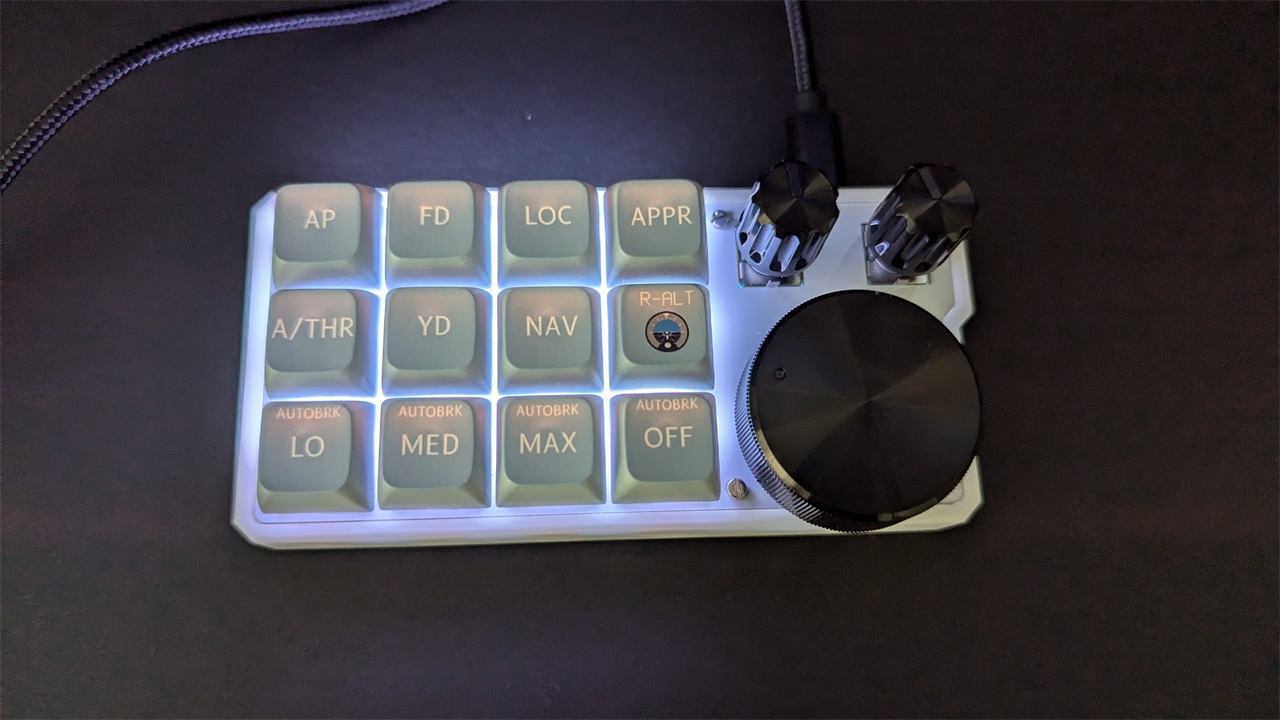 AP
FD
LOC
APPR
A/THR
YD
NAV
R-ALT
AUTOBRK
LO
AUTOBRK
MED
AUTOBRK
MAX
AUTOBRK
OFF